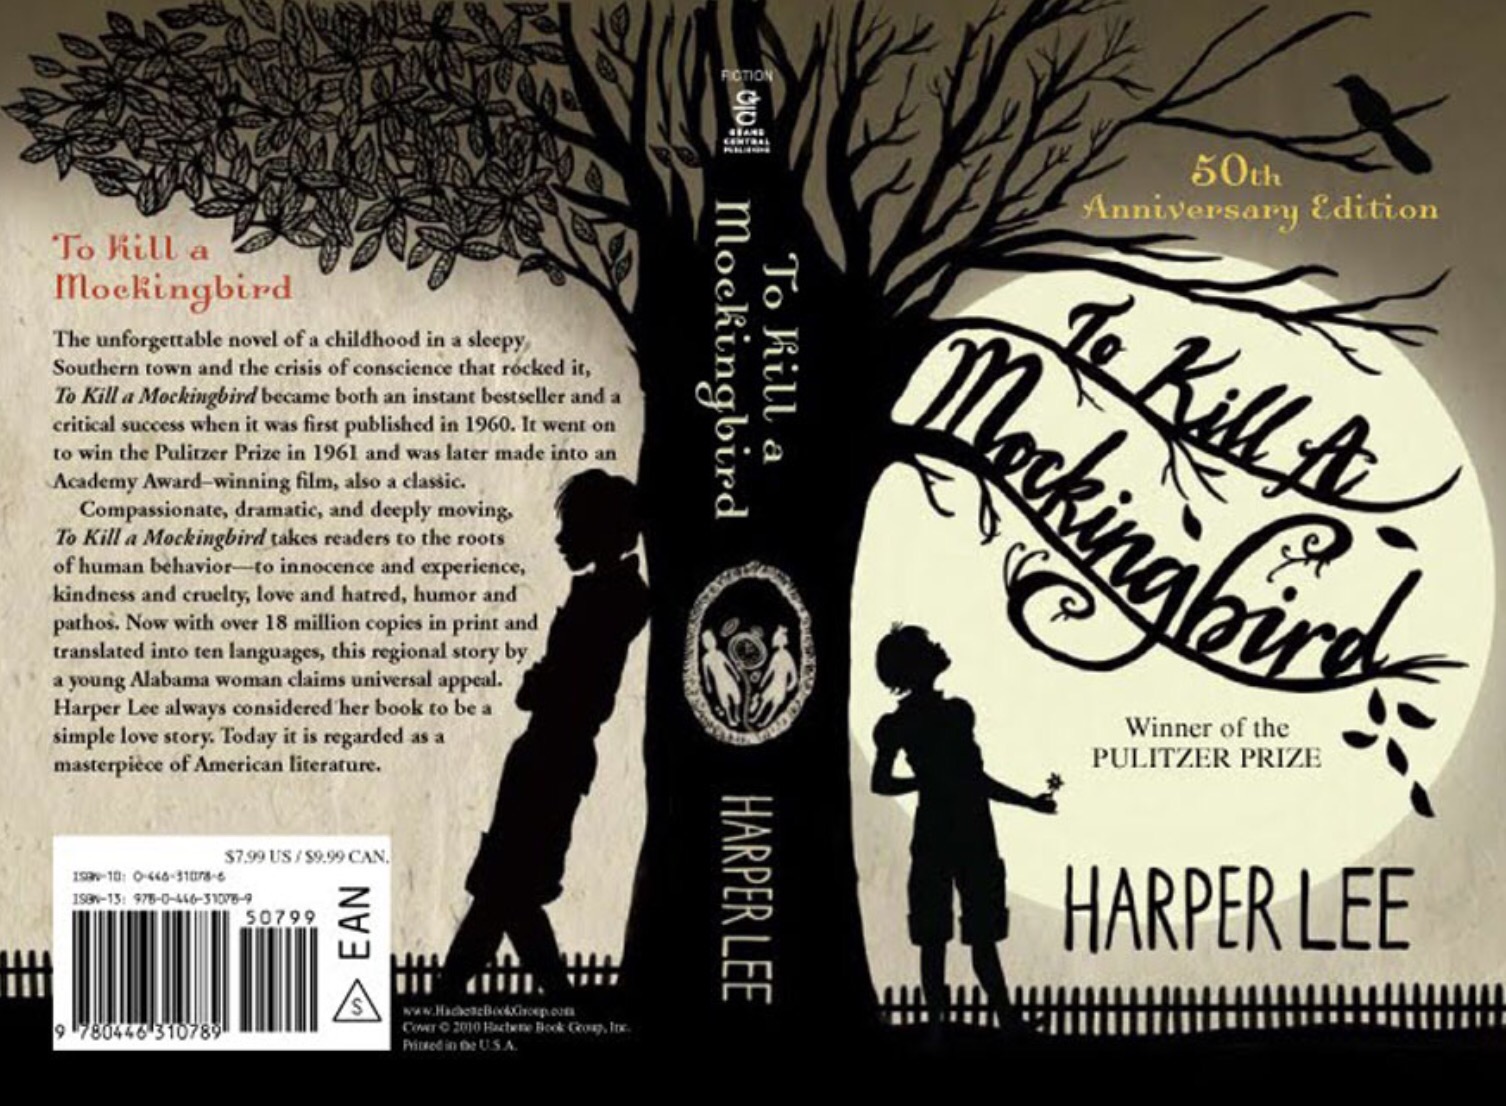 To Kill a
Mockingbird
The unforgettable novel of a childhood in a sleepy
Southern town and the crisis of conscience that rocked it,
To Kill a Mockingbird became both an instant bestseller and a
critical success when it was first published in 1960. It went on
to win the Pulitzer Prize in 1961 and was later made into an
Academy Award–winning film, also a classic.
Compassionate, dramatic, and deeply moving,
To Kill a Mockingbird takes readers to the roots
of human behavior—to innocence and experience,
kindness and cruelty, love and hatred, humor and
pathos. Now with over 18 million copies in print and
translated into ten languages, this regional story by
a young Alabama woman claims universal appeal.
Harper Lee always considered her book to be a
simple love story. Today it is regarded as a
masterpiece of American literature.
$7.99 US / $9.99 CAN.
ISBN-10: 0-446-31078-6
ISBN-13: 978-0-446-31078-9
50799
EAN
S
9 780446 310789
www.HachetteBookGroup.com
Cover © 2010 Hachette Book Group, Inc.
Printed in the U.S.A.
FICTION
GRAND
CENTRAL
PUBLISHING
To Kill a
Mockingbird
HARPER LEE
50th
Anniversary Edition
To Kill A
Mockingbird
Winner of the
PULITZER PRIZE
HARPER LEE